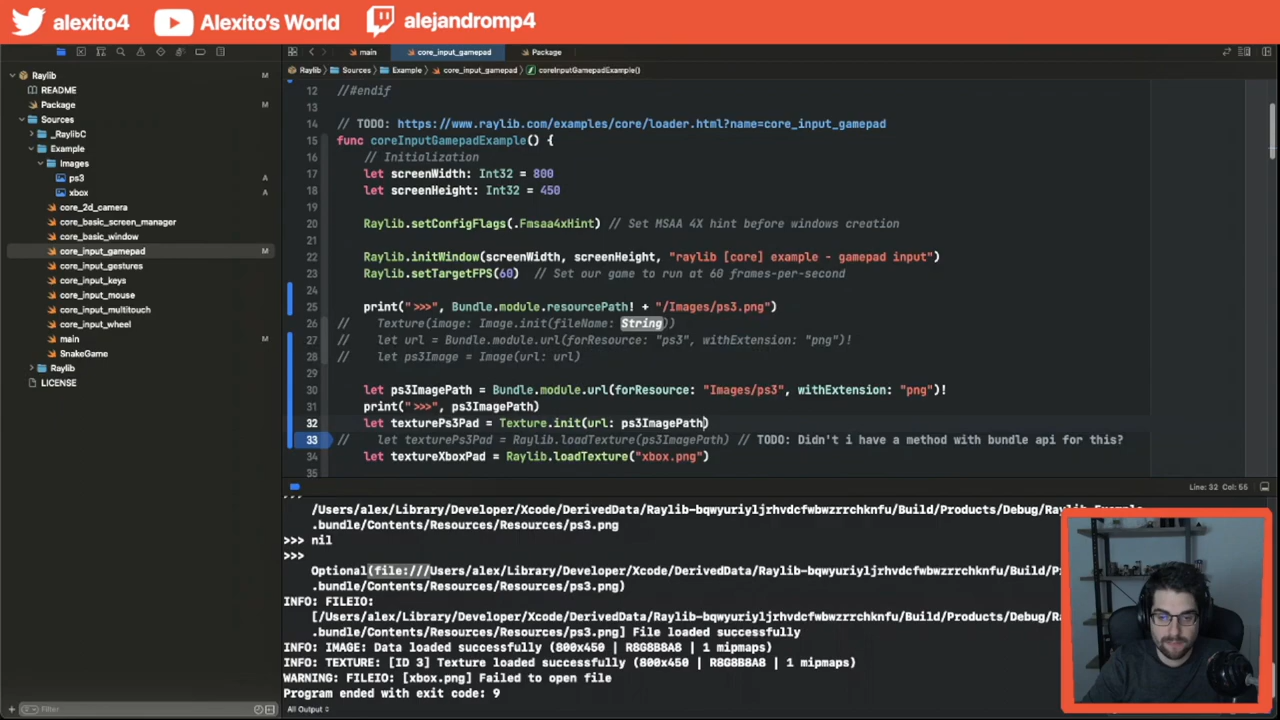 alexito4 Alexito's World alejandromp4
main core_input_gamepad Package
Raylib M
README
Package M
Sources
_RaylibC
Example
Images
ps3 A
xbox A
core_2d_camera
core_basic_screen_manager
core_basic_window
core_input_gamepad M
core_input_gestures
core_input_keys
core_input_mouse
core_input_multitouch
core_input_wheel
main
SnakeGame
Raylib
LICENSE
Filter
Raylib Sources Example core_input_gamepad coreInputGamepadExample()
12 //#endif
13
14 // TODO: https://www.raylib.com/examples/core/loader.html?name=core_input_gamepad
15 func coreInputGamepadExample() {
16 // Initialization
17 let screenWidth: Int32 = 800
18 let screenHeight: Int32 = 450
19
20 Raylib.setConfigFlags(.Fmsaa4xHint) // Set MSAA 4X hint before windows creation
21
22 Raylib.initWindow(screenWidth, screenHeight, "raylib [core] example - gamepad input")
23 Raylib.setTargetFPS(60) // Set our game to run at 60 frames-per-second
24
25 print(">>>", Bundle.module.resourcePath! + "/Images/ps3.png")
26 // Texture(image: Image.init(fileName: String))
27 // let url = Bundle.module.url(forResource: "ps3", withExtension: "png")!
28 // let ps3Image = Image(url: url)
29
30 let ps3ImagePath = Bundle.module.url(forResource: "Images/ps3", withExtension: "png")!
31 print(">>>", ps3ImagePath)
32 let texturePs3Pad = Texture.init(url: ps3ImagePath)
33 // let texturePs3Pad = Raylib.loadTexture(ps3ImagePath) // TODO: Didn't i have a method with bundle api for this?
34 let textureXboxPad = Raylib.loadTexture("xbox.png")
35
Line: 32 Col: 55
>>>
/Users/alex/Library/Developer/Xcode/DerivedData/Raylib-bqwyuriyljrhvdcfwbwzrrchknfu/Build/Products/Debug/Raylib_Example
.bundle/Contents/Resources/Resources/ps3.png
>>> nil
>>>
Optional(file:///Users/alex/Library/Developer/Xcode/DerivedData/Raylib-bqwyuriyljrhvdcfwbwzrrchknfu/Build/
.bundle/Contents/Resources/Resources/ps3.png)
INFO: FILEIO:
[/Users/alex/Library/Developer/Xcode/DerivedData/Raylib-bqwyuriyljrhvdcfwbwzrrchknfu/Build/
.bundle/Contents/Resources/Resources/ps3.png] File loaded successfully
INFO: IMAGE: Data loaded successfully (800x450 | R8G8B8A8 | 1 mipmaps)
INFO: TEXTURE: [ID 3] Texture loaded successfully (800x450 | R8G8B8A8 | 1 mipmaps)
WARNING: FILEIO: [xbox.png] Failed to open file
Program ended with exit code: 9
All Output